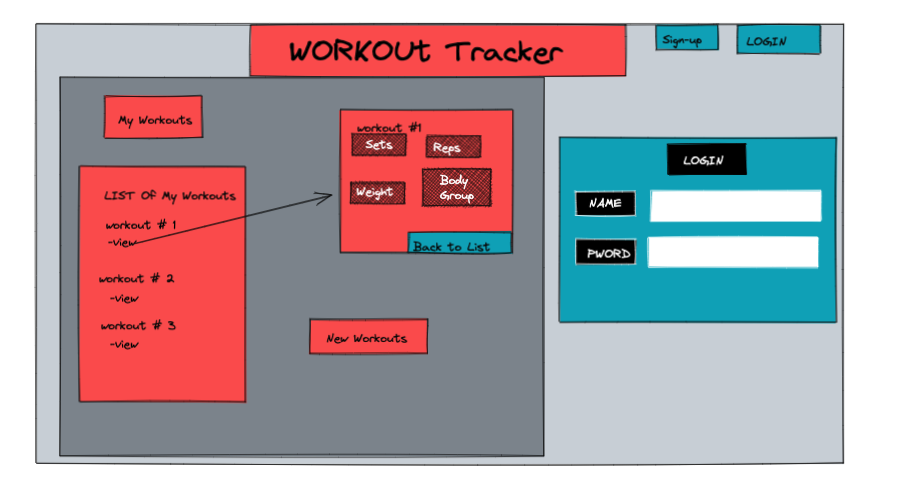 WORKOUT Tracker
Sign-up
LOGIN
My Workouts
LIST OF My Workouts
workout # 1
-view
workout # 2
-view
workout # 3
-view
workout #1
Sets
Reps
Weight
Body
Group
Back to List
New Workouts
LOGIN
NAME
PWORD